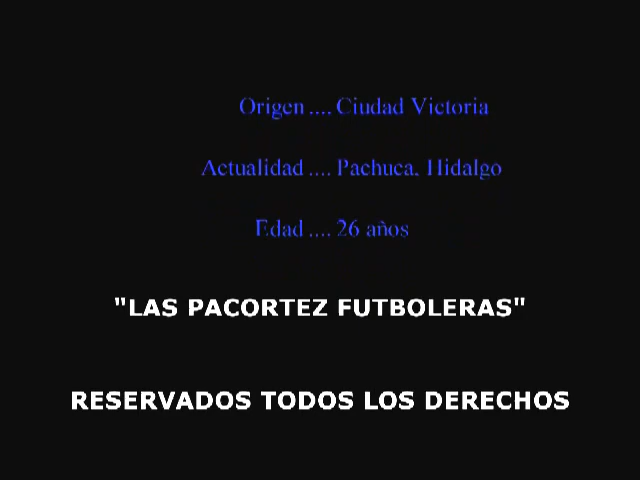 Origen .... Ciudad Victoria
Actualidad .... Pachuca, Hidalgo
Edad .... 26 años
"LAS PACORTEZ FUTBOLERAS"
RESERVADOS TODOS LOS DERECHOS